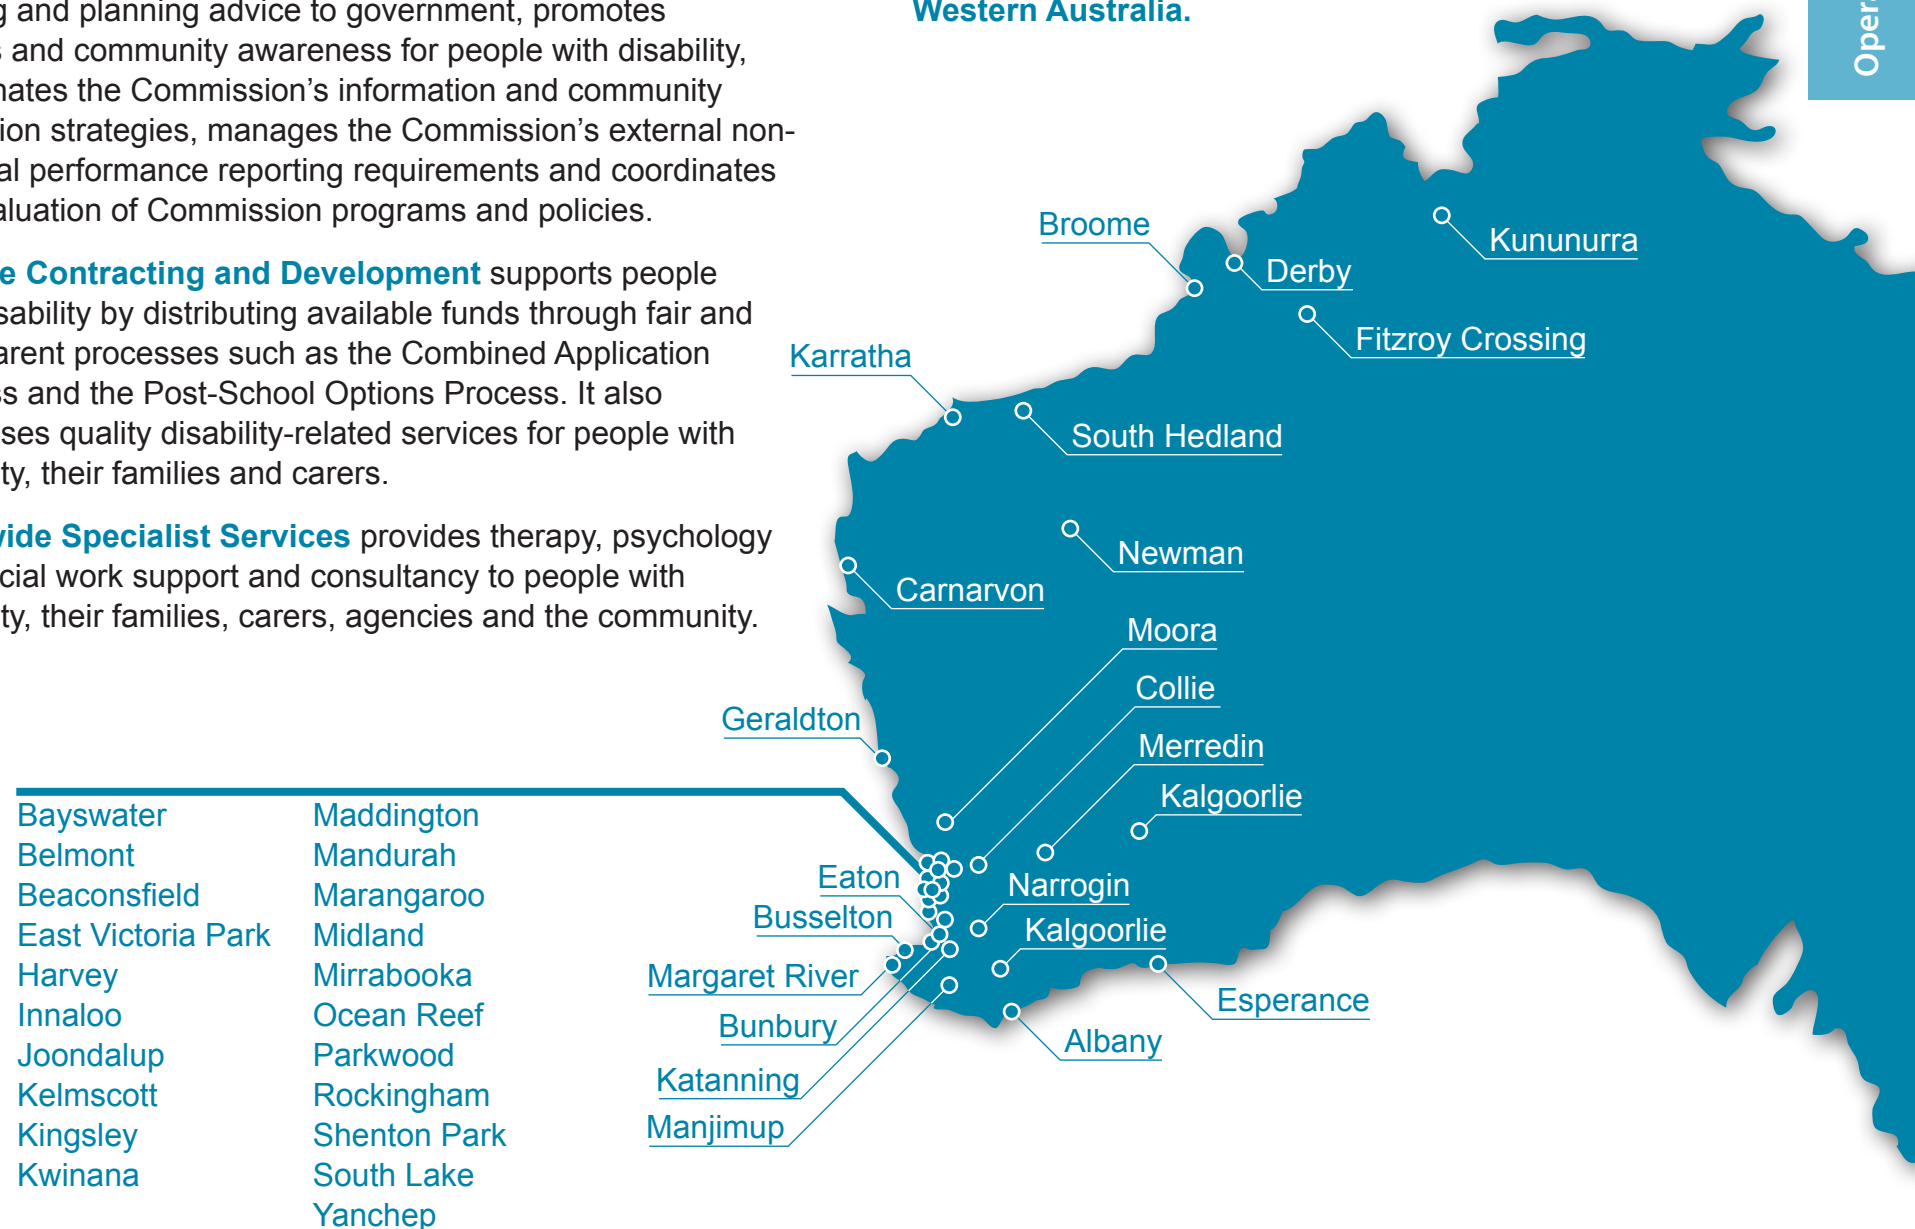 g and planning advice to government, promotes
s and community awareness for people with disability,
nates the Commission's information and community
tion strategies, manages the Commission's external non-
al performance reporting requirements and coordinates
aluation of Commission programs and policies.
e Contracting and Development supports people
sability by distributing available funds through fair and
arent processes such as the Combined Application
ss and the Post-School Options Process. It also
ses quality disability-related services for people with
ty, their families and carers.
vide Specialist Services provides therapy, psychology
cial work support and consultancy to people with
ty, their families, carers, agencies and the community.
Western Australia.
Opera
Broome
Kununurra
Derby
Fitzroy Crossing
Karratha
South Hedland
Newman
Carnarvon
Moora
Collie
Geraldton
Merredin
Kalgoorlie
Eaton
Narrogin
Busselton
Kalgoorlie
Margaret River
Esperance
Bunbury
Albany
Katanning
Manjimup
Bayswater
Belmont
Beaconsfield
East Victoria Park
Harvey
Innaloo
Joondalup
Kelmscott
Kingsley
Kwinana
Maddington
Mandurah
Marangaroo
Midland
Mirrabooka
Ocean Reef
Parkwood
Rockingham
Shenton Park
South Lake
Yanchep